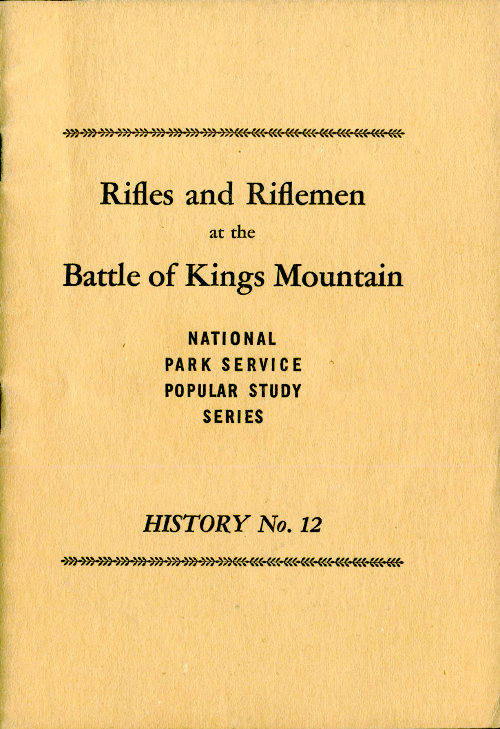 Rifles and Riflemen
at the
Battle of Kings Mountain
NATIONAL
PARK SERVICE
POPULAR STUDY
SERIES
HISTORY No. 12